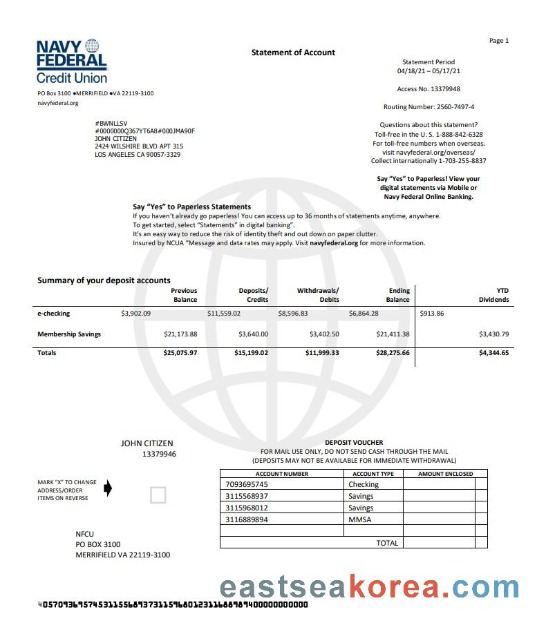 NAVY
FEDERAL
Credit Union
PO Box 3100 ●MERRIFIELD ●VA 22119-3100
navyfederal.org
Page 1
Statement of Account
Statement Period
04/18/21 – 05/17/21
Access No. 13379948
Routing Number: 2560-7497-4
Questions about this statement?
Toll-free in the U. S. 1-888-842-6328
For toll-free numbers when overseas.
visit navyfederal.org/overseas/
Collect internationally 1-703-255-8837
Say "Yes" to Paperless! View your
digital statements via Mobile or
Navy Federal Online Banking.
#BWNLLSV
#0000000Q367YT6A8#000JMA90F
JOHN CITIZEN
2424 WILSHIRE BLVD APT 315
LOS ANGELES CA 90057-3329
Say "Yes" to Paperless Statements
If you haven't already go paperless! You can access up to 36 months of statements anytime, anywhere.
To get started, select "Statements" in digital banking".
It's an easy way to reduce the risk of identity theft and out down on paper clutter.
Insured by NCUA "Message and data rates may apply. Visit navyfederal.org for more information.
Summary of your deposit accounts
Previous Balance Deposits/ Credits Withdrawals/ Debits Ending Balance YTD Dividends
e-checking $3,902.09 $11,559.02 $8,596.83 $6,864.28 $913.86
Membership Savings $21,173.88 $3,640.00 $3,402.50 $21,411.38 $3,430.79
Totals $25,075.97 $15,199.02 $11,999.33 $28,275.66 $4,344.65
JOHN CITIZEN
13379946
MARK "X" TO CHANGE
ADDRESS/ORDER
ITEMS ON REVERSE
NFCU
PO BOX 3100
MERRIFIELD VA 22119-3100
DEPOSIT VOUCHER
FOR MAIL USE ONLY, DO NOT SEND CASH THROUGH THE MAIL
(DEPOSITS MAY NOT BE AVAILABLE FOR IMMEDIATE WITHDRAWAL)
ACCOUNT NUMBER ACCOUNT TYPE AMOUNT ENCLOSED
7093695745 Checking
3115568937 Savings
3115968012 Savings
3116889894 MMSA
TOTAL
eastseakorea.com